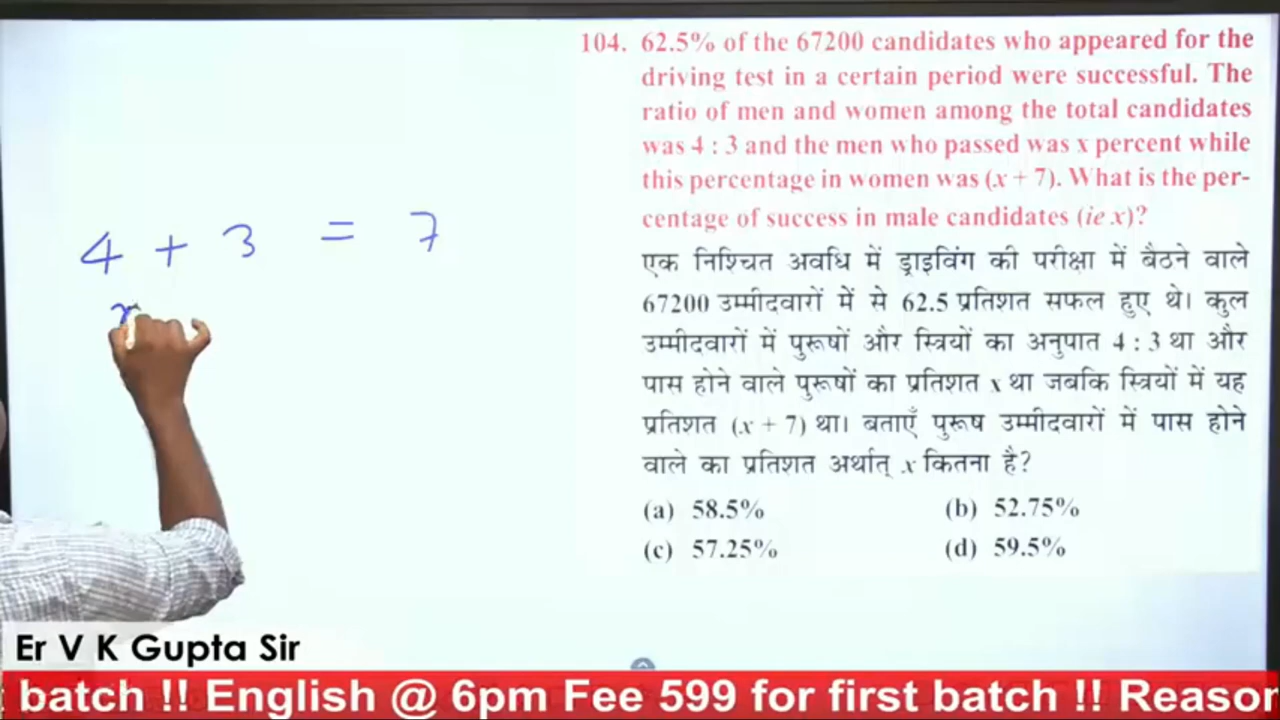 104. 62.5% of the 67200 candidates who appeared for the
driving test in a certain period were successful. The
ratio of men and women among the total candidates
was 4 : 3 and the men who passed was x percent while
this percentage in women was (x + 7). What is the per-
centage of success in male candidates (ie x)?
एक निश्चित अवधि में ड्राइविंग की परीक्षा में बैठने वाले
67200 उम्मीदवारों में से 62.5 प्रतिशत सफल हुए थे। कुल
उम्मीदवारों में पुरूषों और स्त्रियों का अनुपात 4 : 3 था और
पास होने वाले पुरूषों का प्रतिशत x था जबकि स्त्रियों में यह
प्रतिशत (x + 7) था। बताएँ पुरूष उम्मीदवारों में पास होने
वाले का प्रतिशत अर्थात् x कितना है?
(a) 58.5% (b) 52.75%
(c) 57.25% (d) 59.5%
4 + 3 = 7
x
Er V K Gupta Sir
batch !! English @ 6pm Fee 599 for first batch !! Reason